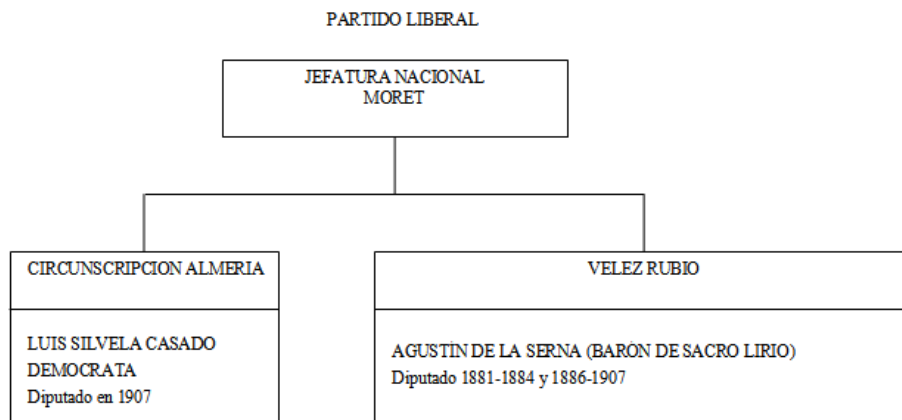 PARTIDO LIBERAL
JEFATURA NACIONAL
MORET
CIRCUNSCRIPCION ALMERIA
LUIS SILVELA CASADO
DEMOCRATA
Diputado en 1907
VELEZ RUBIO
AGUSTÍN DE LA SERNA (BARÓN DE SACRO LIRIO)
Diputado 1881-1884 y 1886-1907